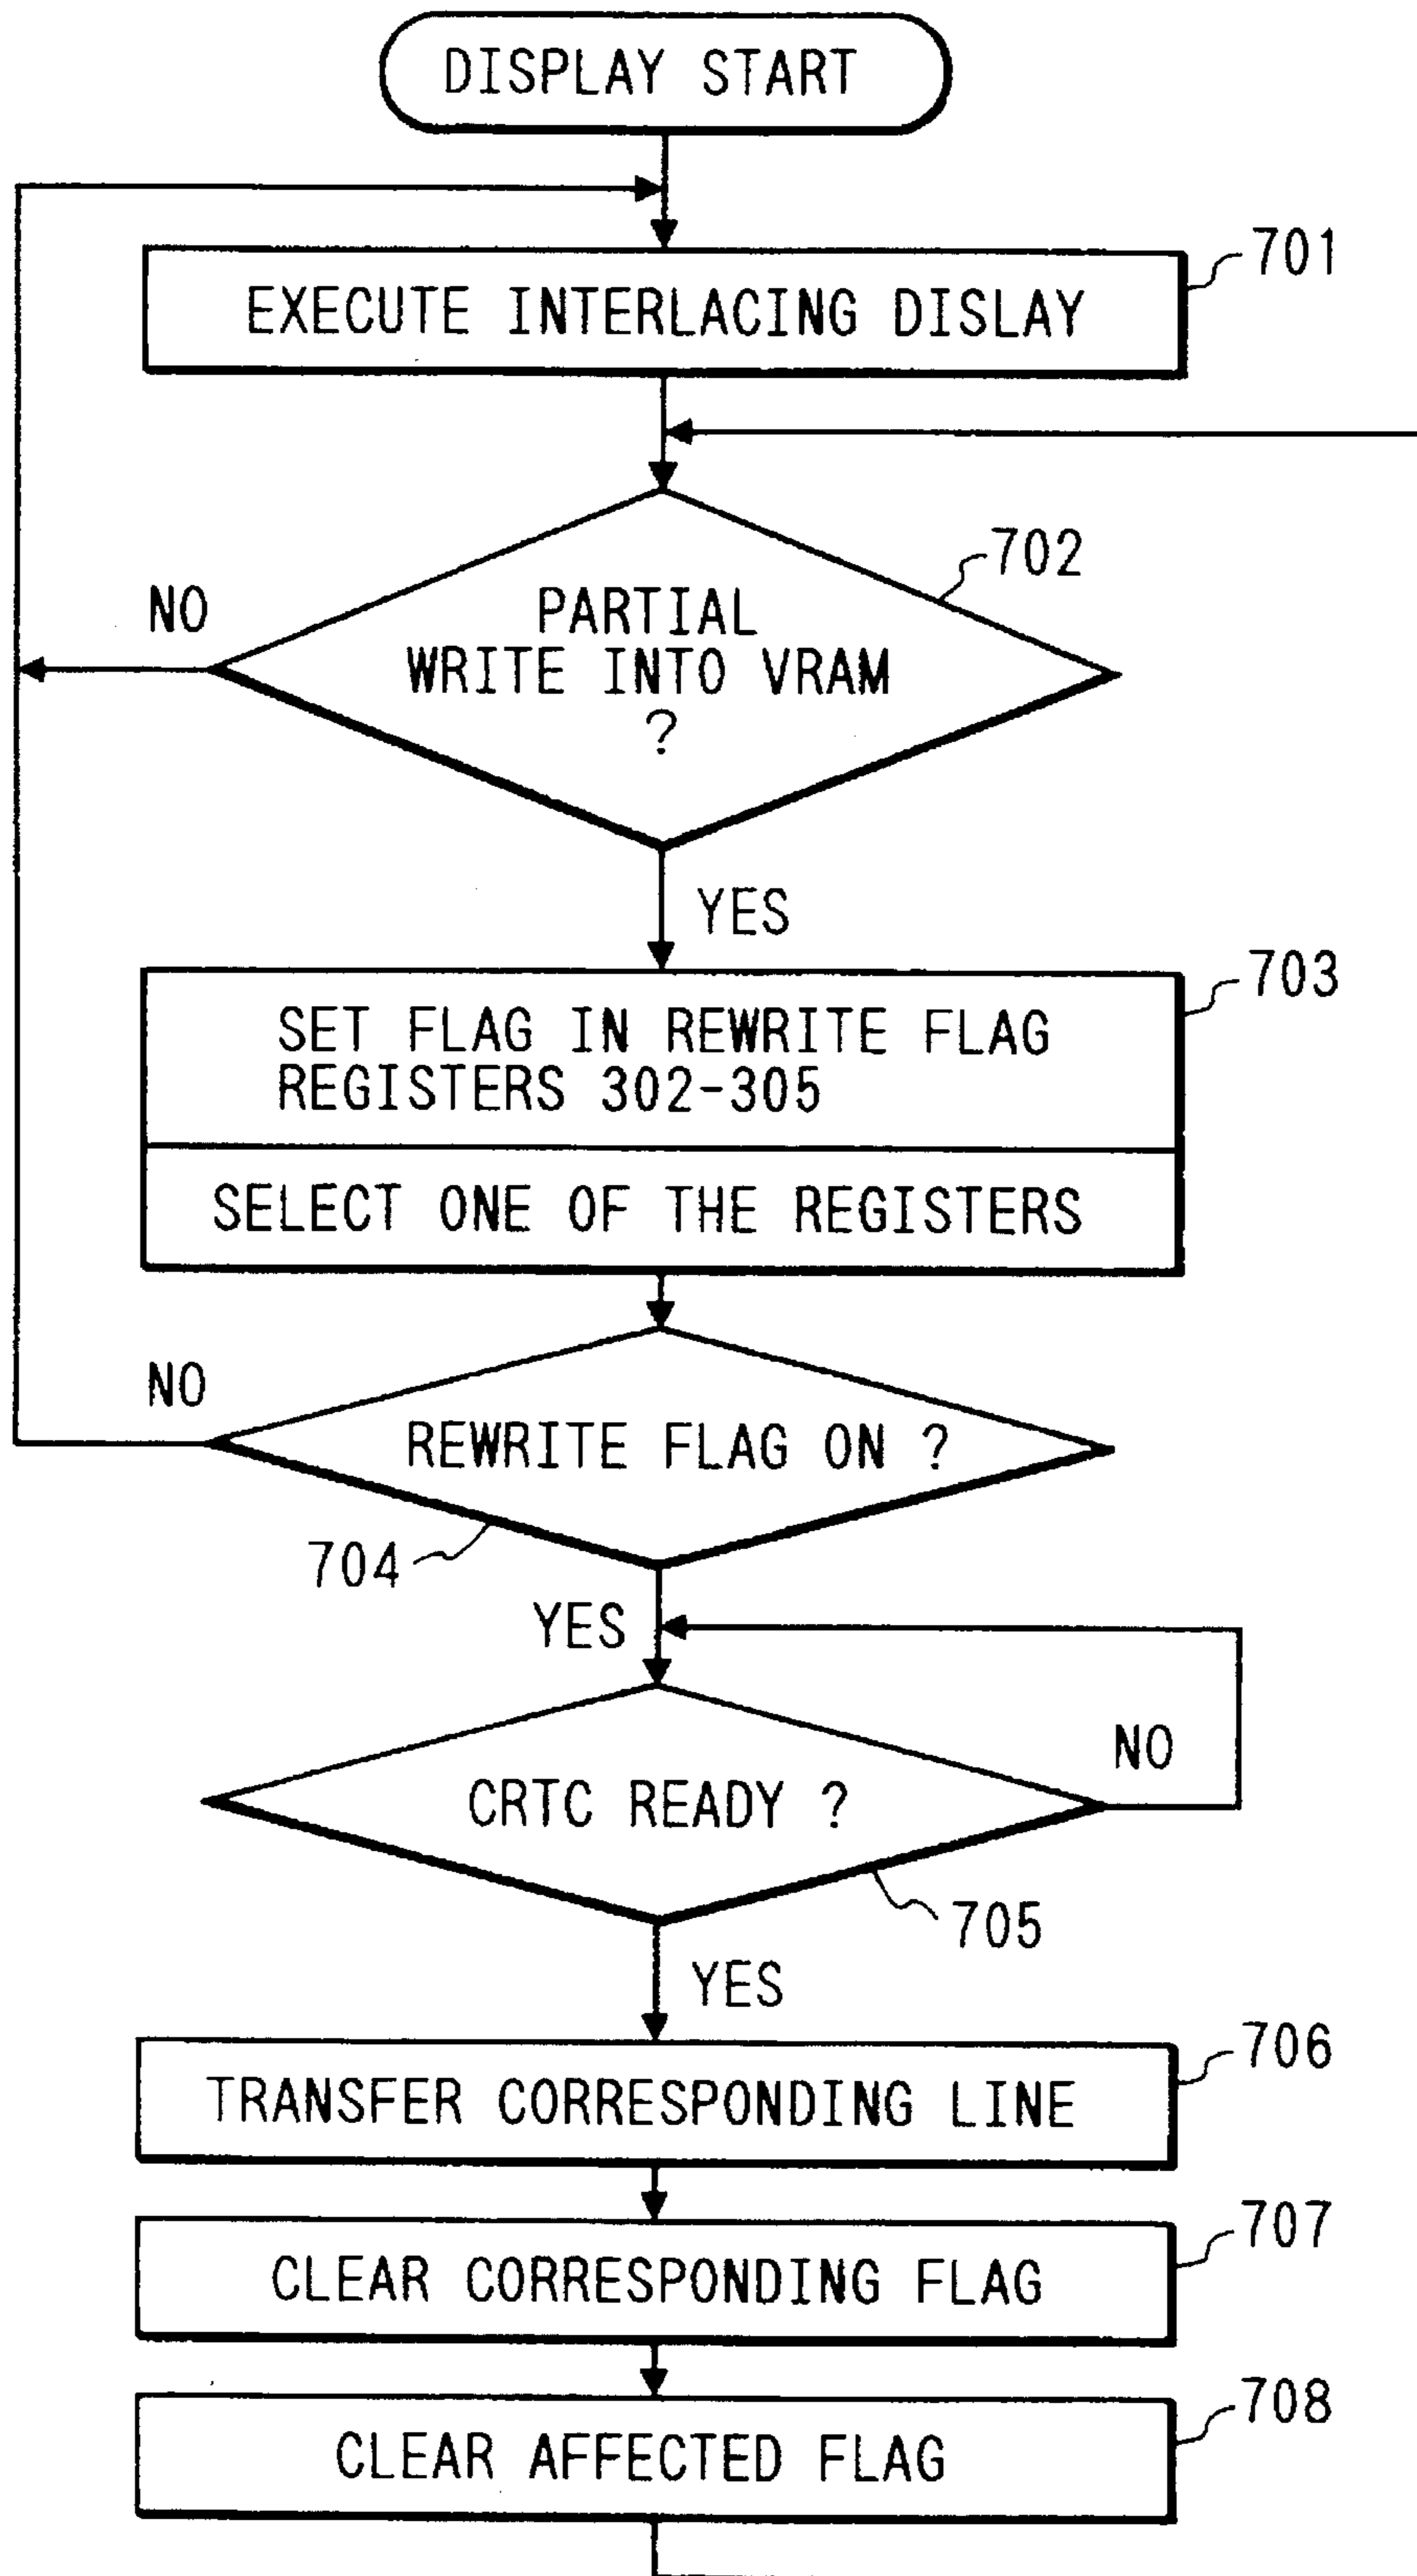 DISPLAY START
701
EXECUTE INTERLACING DISLAY
702
NO
PARTIAL
WRITE INTO VRAM
?
YES
703
SET FLAG IN REWRITE FLAG
REGISTERS 302-305
SELECT ONE OF THE REGISTERS
NO
REWRITE FLAG ON ?
704
YES
NO
CRTC READY ?
705
YES
706
TRANSFER CORRESPONDING LINE
707
CLEAR CORRESPONDING FLAG
708
CLEAR AFFECTED FLAG